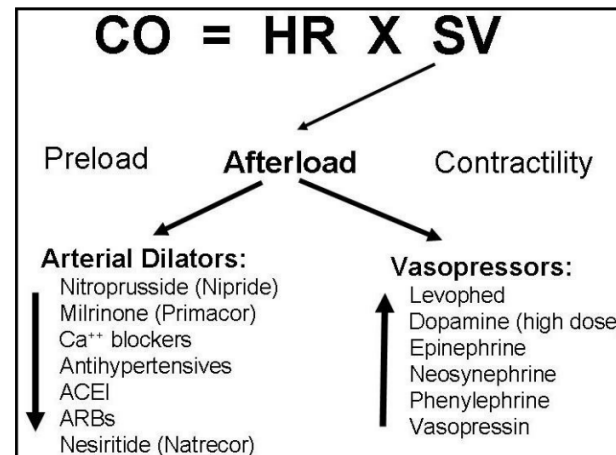 CO = HR X SV
Preload Afterload Contractility
Arterial Dilators:
Nitroprusside (Nipride)
Milrinone (Primacor)
Ca⁺⁺ blockers
Antihypertensives
ACEI
ARBs
Nesiritide (Natrecor)
Vasopressors:
Levophed
Dopamine (high dose
Epinephrine
Neosynephrine
Phenylephrine
Vasopressin